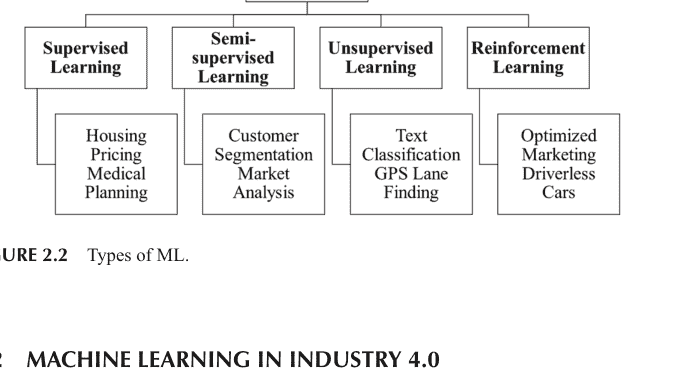 Supervised
Learning
Semi-
supervised
Learning
Unsupervised
Learning
Reinforcement
Learning
Housing
Pricing
Medical
Planning
Customer
Segmentation
Market
Analysis
Text
Classification
GPS Lane
Finding
Optimized
Marketing
Driverless
Cars
URE 2.2 Types of ML.
2 MACHINE LEARNING IN INDUSTRY 4.0